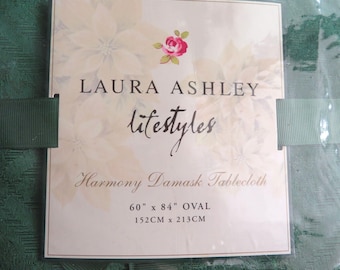 LAURA ASHLEY
lifestyles
Harmony Damask Tablecloth
60" x 84" OVAL
152CM x 213CM